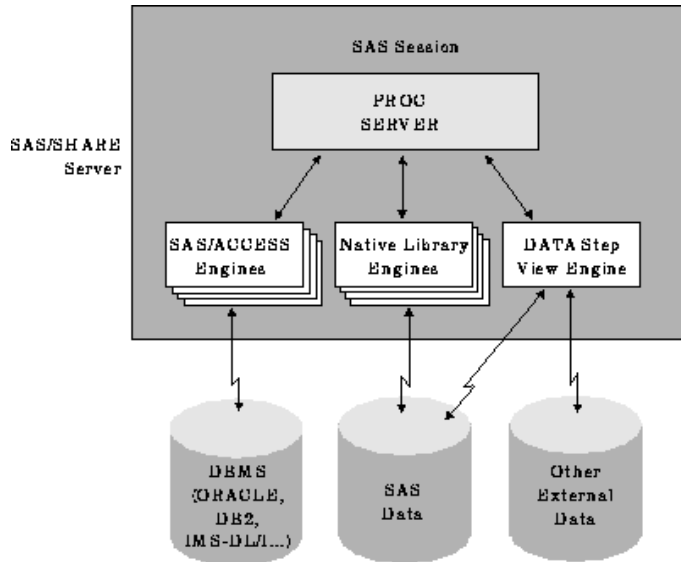 SAS Session
PROC
SERVER
SAS/SHARE
Server
SAS/ACCESS
Engines
Native Library
Engines
DATA Step
View Engine
DBMS
(ORACLE,
DB2,
IMS-DL/I...)
SAS
Data
Other
External
Data